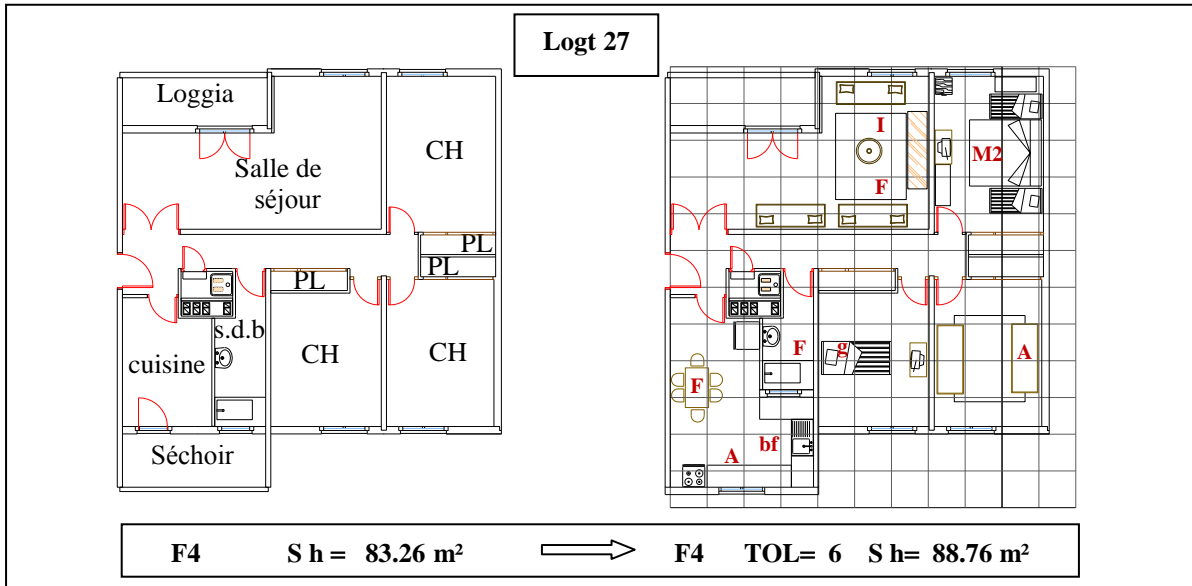 Logt 27
Loggia
CH
Salle de
séjour
PL
PL
PL
s.d.b
cuisine
CH
CH
Séchoir
I
M2
F
F
g
A
F
bf
A
F4 S h = 83.26 m² F4 TOL= 6 S h= 88.76 m²